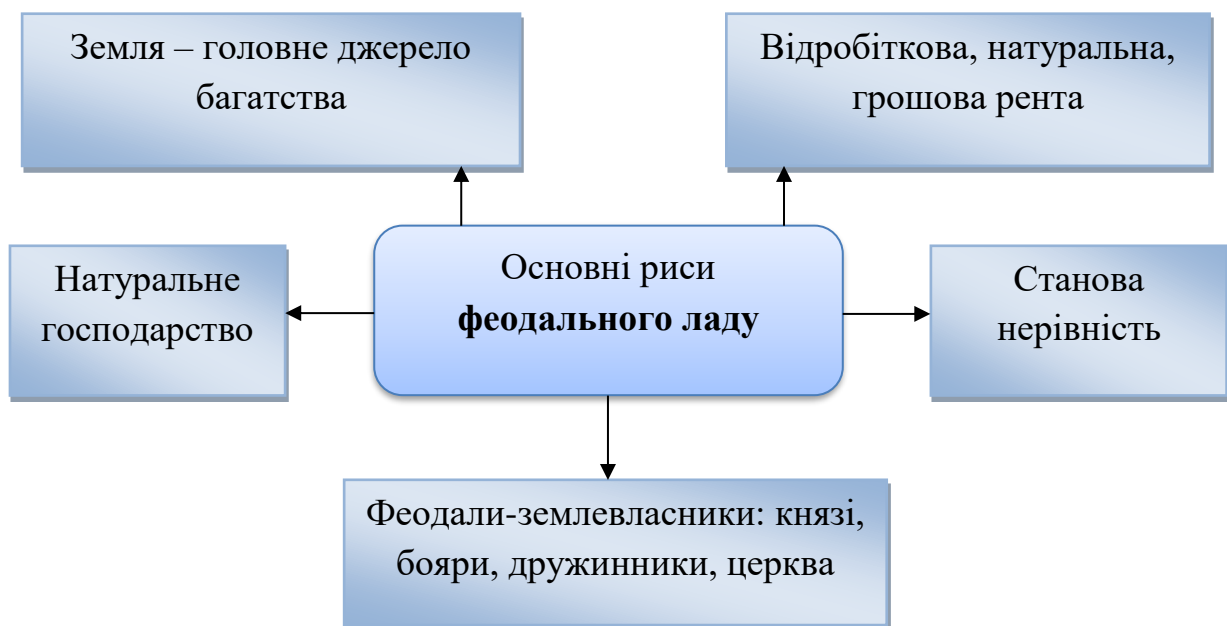 Земля – головне джерело
багатства
Відробіткова, натуральна,
грошова рента
Натуральне
господарство
Основні риси
феодального ладу
Станова
нерівність
Феодали-землевласники: князі,
бояри, дружинники, церква